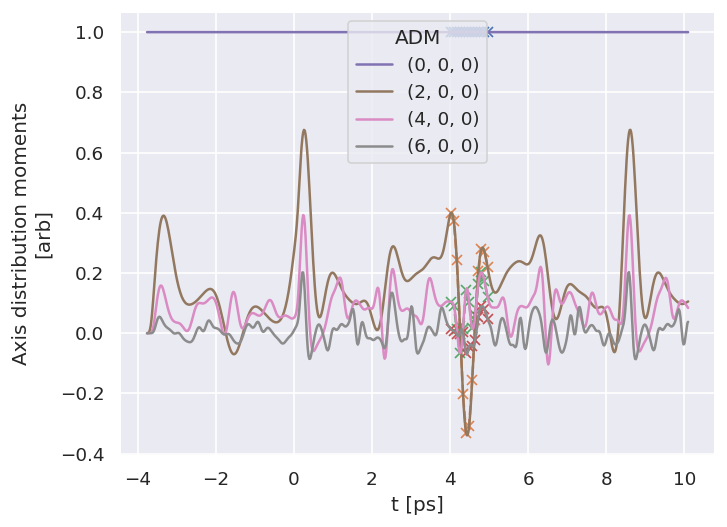 ADM
(0, 0, 0)
(2, 0, 0)
(4, 0, 0)
(6, 0, 0)
Axis distribution moments
[arb]
1.0
0.8
0.6
0.4
0.2
0.0
−0.2
−0.4
−4
−2
0
2
4
6
8
10
t [ps]